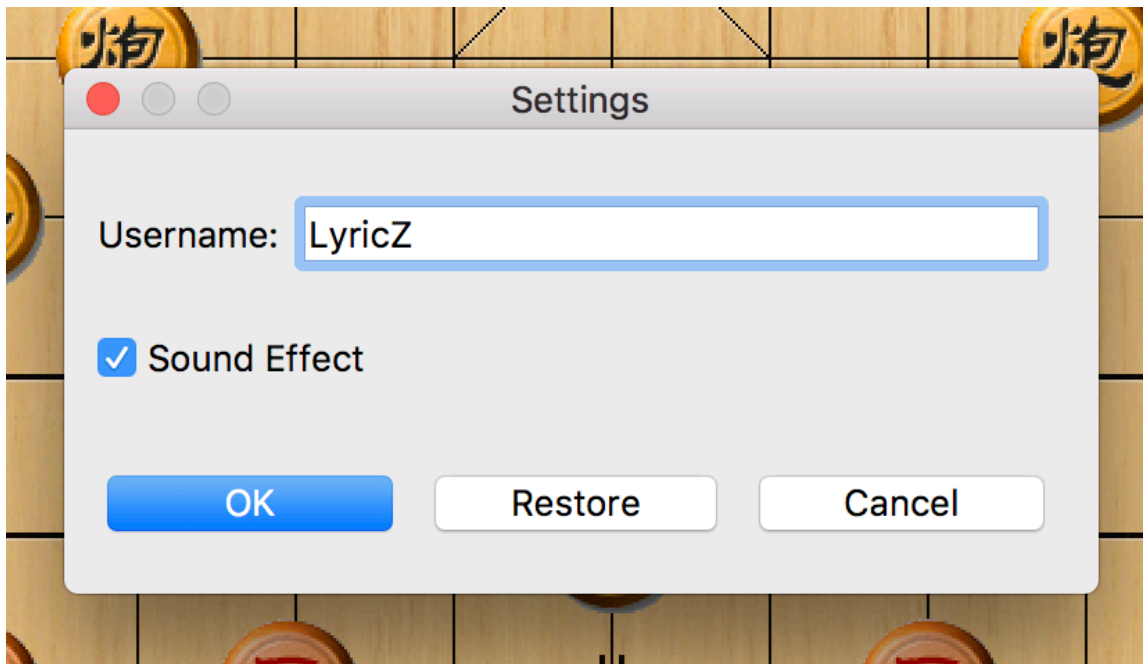 炮 炮
Settings
Username: LyricZ
Sound Effect
OK Restore Cancel